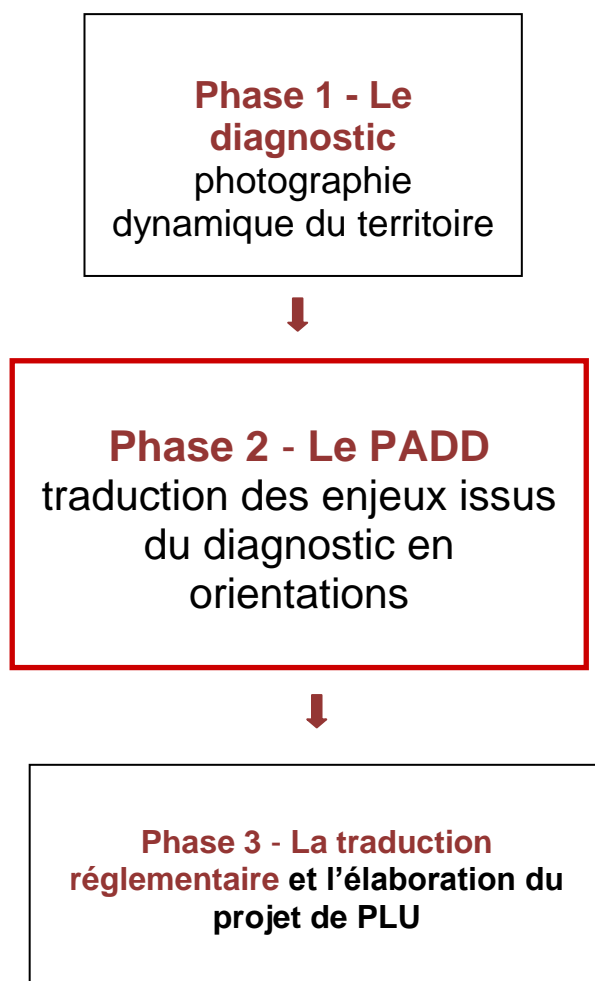 Phase 1 - Le
diagnostic
photographie
dynamique du territoire
Phase 2 - Le PADD
traduction des enjeux issus
du diagnostic en
orientations
Phase 3 - La traduction
réglementaire et l’élaboration du
projet de PLU